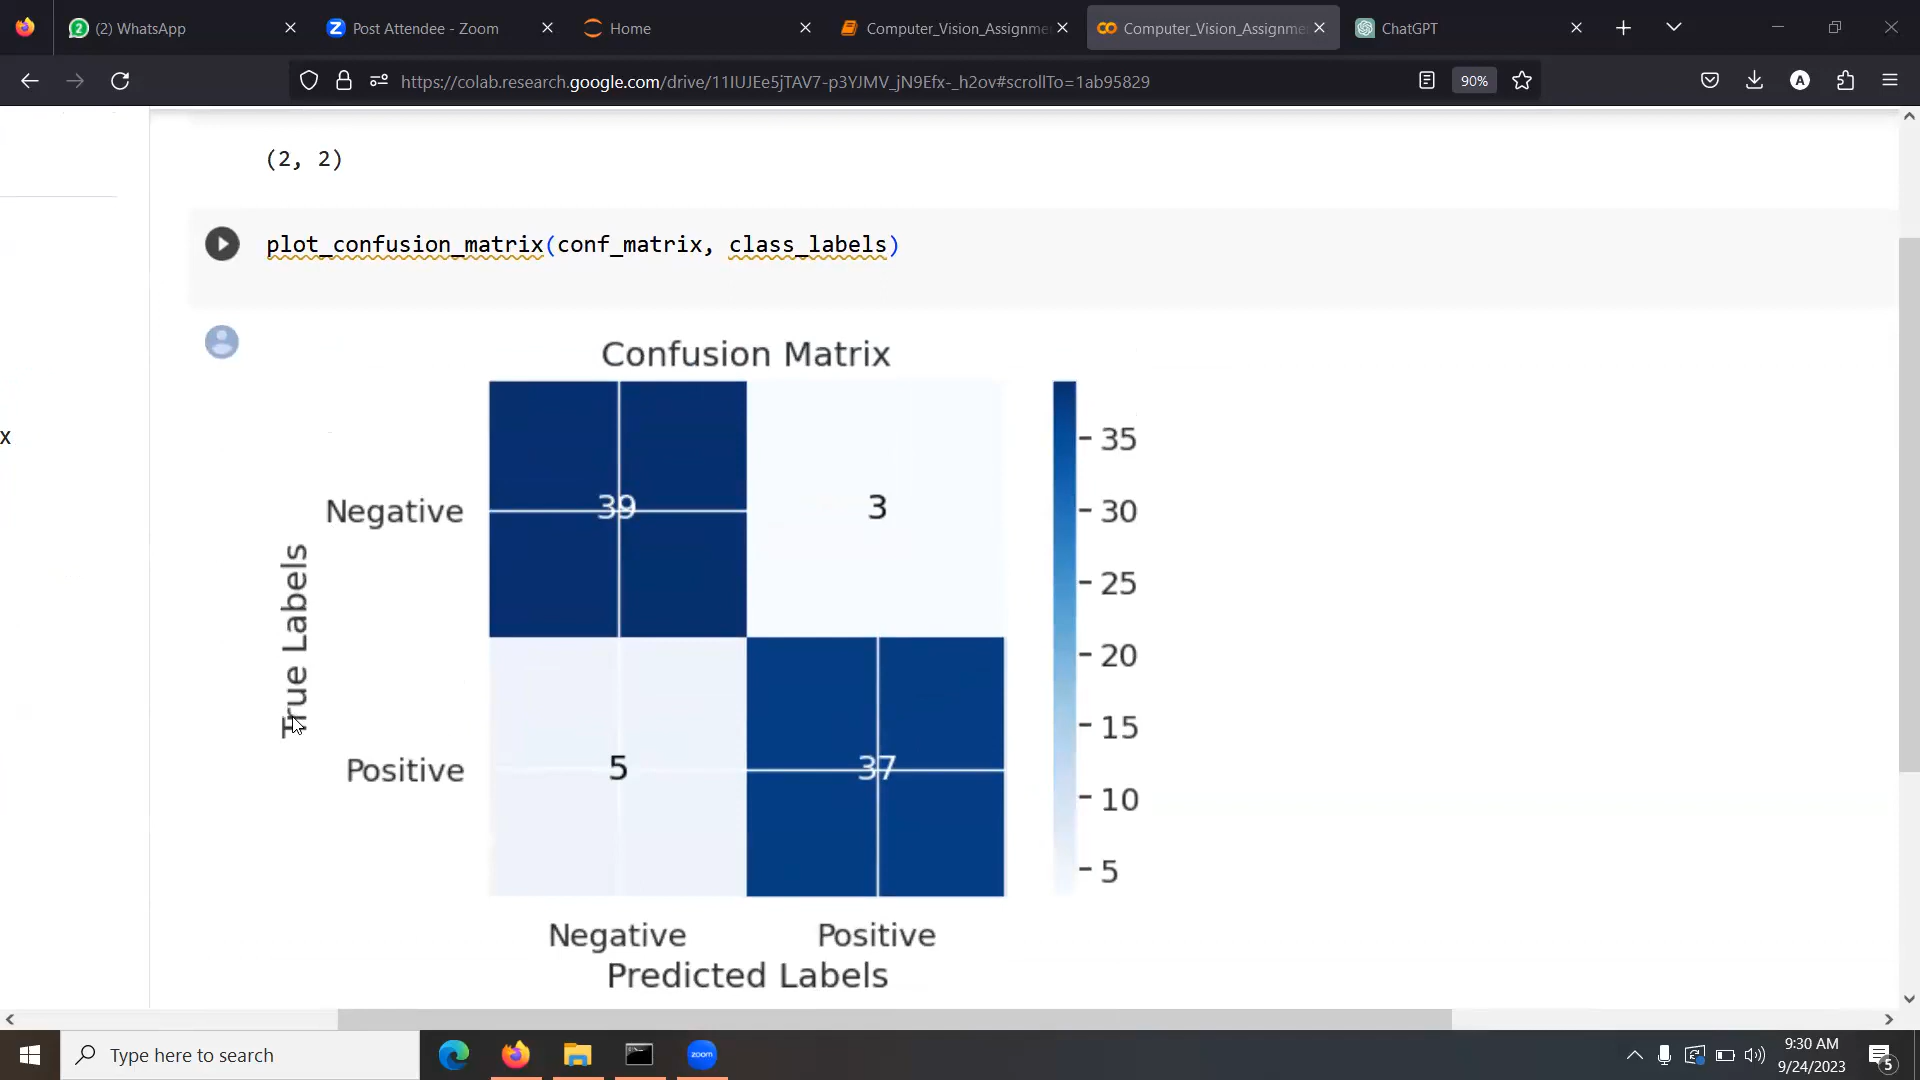 (2) WhatsApp
Post Attendee - Zoom
Home
Computer_Vision_Assignme
Computer_Vision_Assignme
ChatGPT
https://colab.research.google.com/drive/11IUJEe5jTAV7-p3YJMV_jN9Efx-_h2ov#scrollTo=1ab95829
90%
A
(2, 2)
plot_confusion_matrix(conf_matrix, class_labels)
Confusion Matrix
x
39
3
5
37
Negative
Positive
True Labels
Negative
Positive
Predicted Labels
35
30
25
20
15
10
5
Type here to search
zoom
9:30 AM
9/24/2023
5